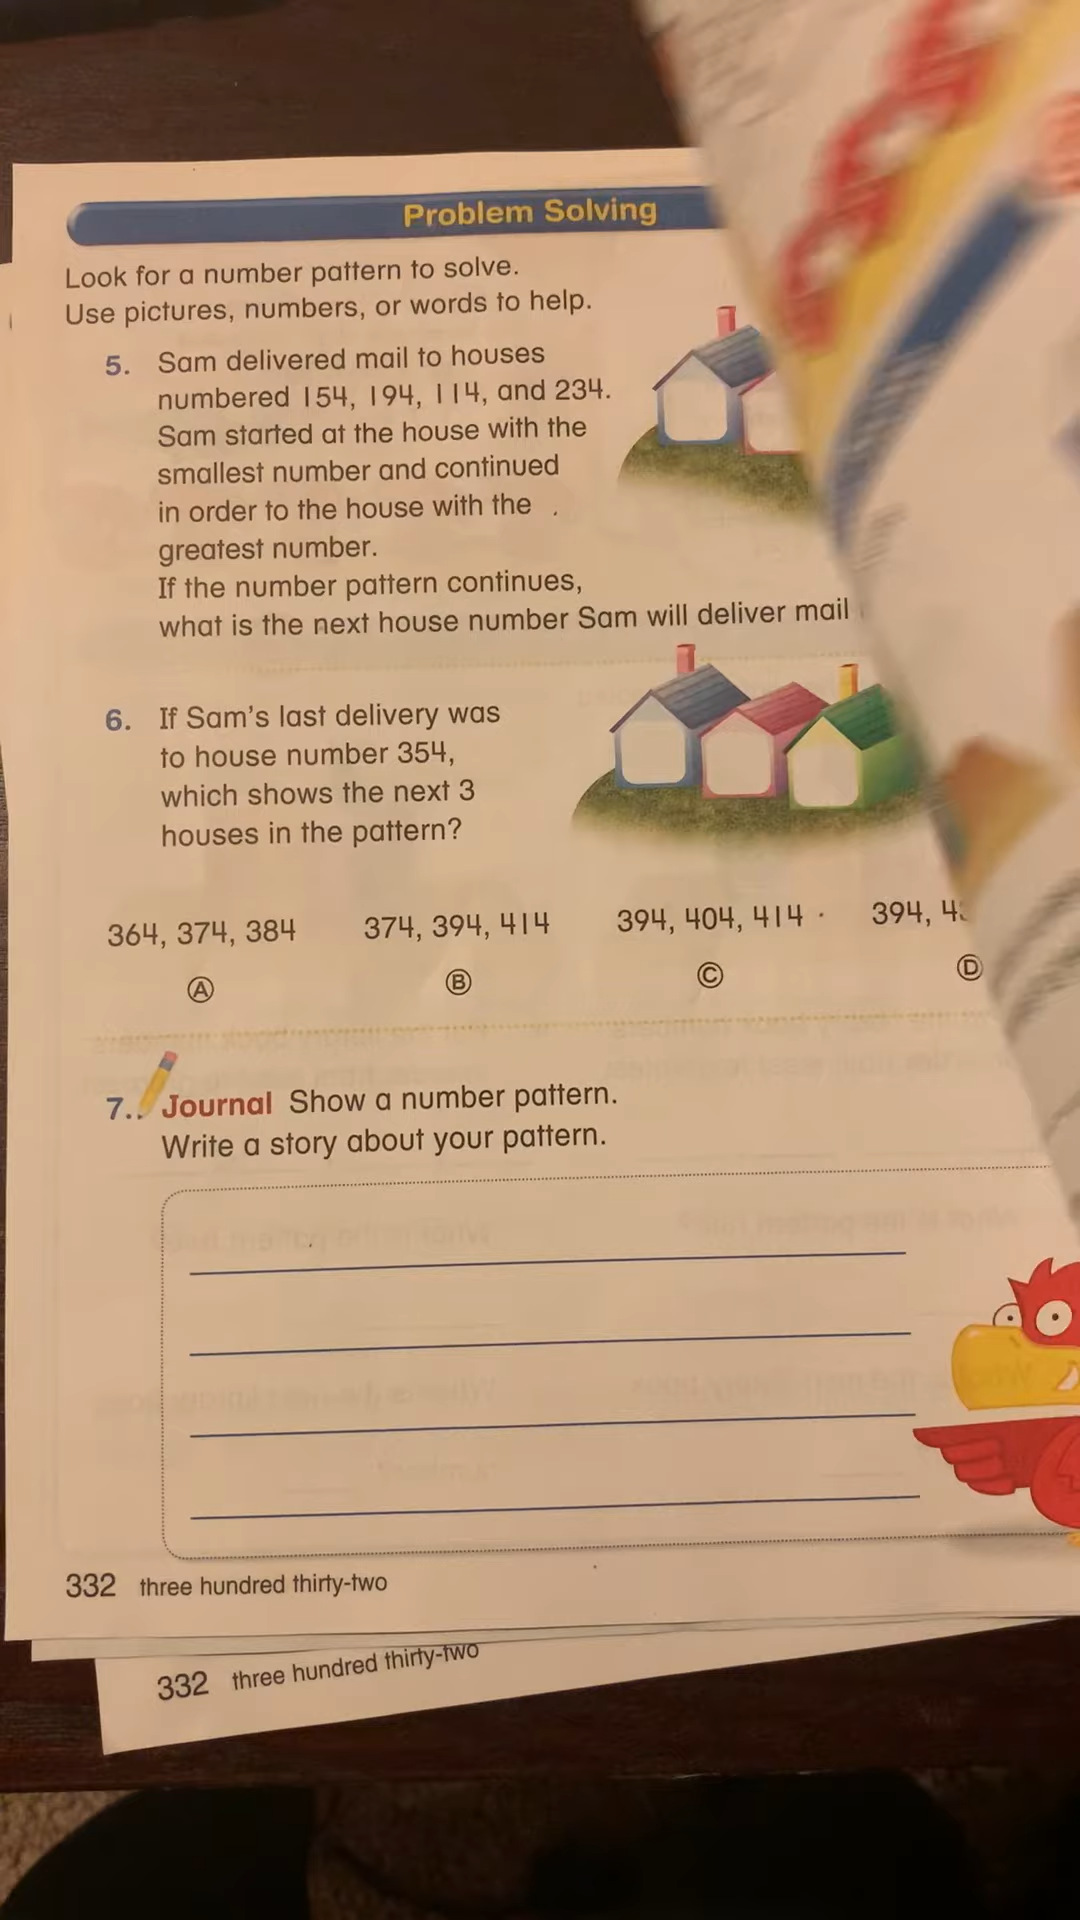 Problem Solving
Look for a number pattern to solve.
Use pictures, numbers, or words to help.
5. Sam delivered mail to houses
numbered 154, 194, 114, and 234.
Sam started at the house with the
smallest number and continued
in order to the house with the
greatest number.
If the number pattern continues,
what is the next house number Sam will deliver mail
6. If Sam's last delivery was
to house number 354,
which shows the next 3
houses in the pattern?
364, 374, 384 374, 394, 414 394, 404, 414 394,
A B C D
7. Journal Show a number pattern.
Write a story about your pattern.
332 three hundred thirty-two
332 three hundred thirty-two